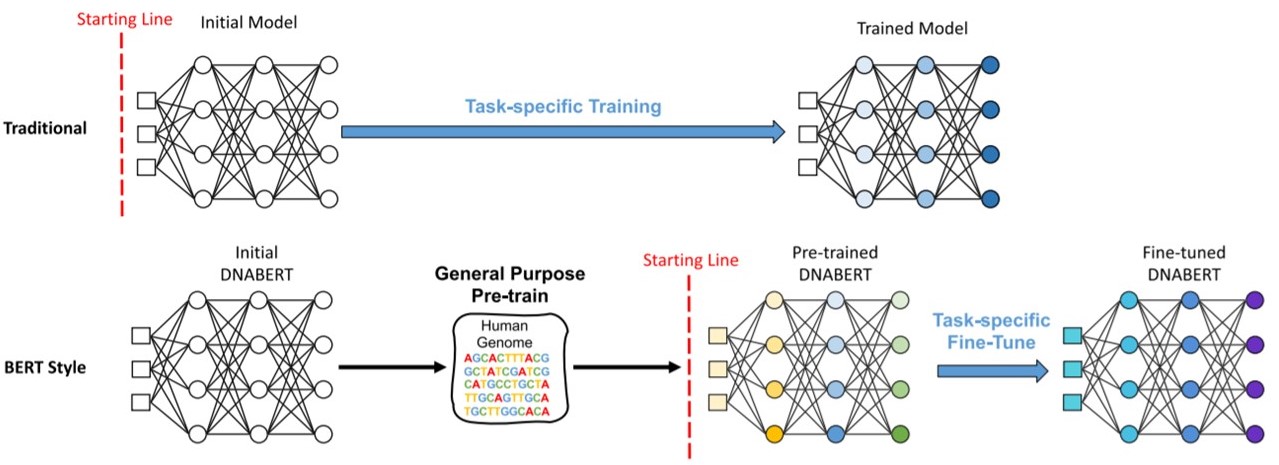 Starting Line
Initial Model
Trained Model
Task-specific Training
Traditional
Initial
DNABERT
General Purpose
Pre-train
Human
Genome
AGCACTTTACG
GCTATCGATCG
CATGCCTGCTA
TTGCAGTTGCA
TGCTTGGCACA
Starting Line
Pre-trained
DNABERT
Task-specific
Fine-Tune
Fine-tuned
DNABERT
BERT Style